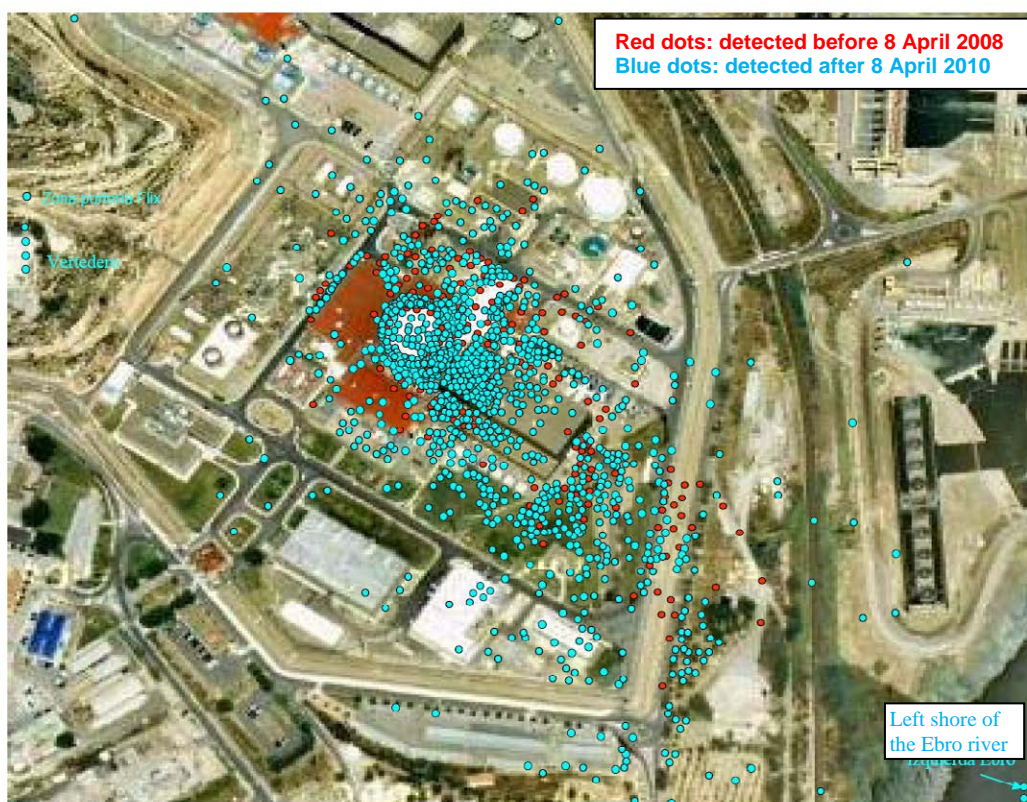 Red dots: detected before 8 April 2008
Blue dots: detected after 8 April 2010
Zona portería Flix
Vertedero
Left shore of
the Ebro river
Izquierda Ebro